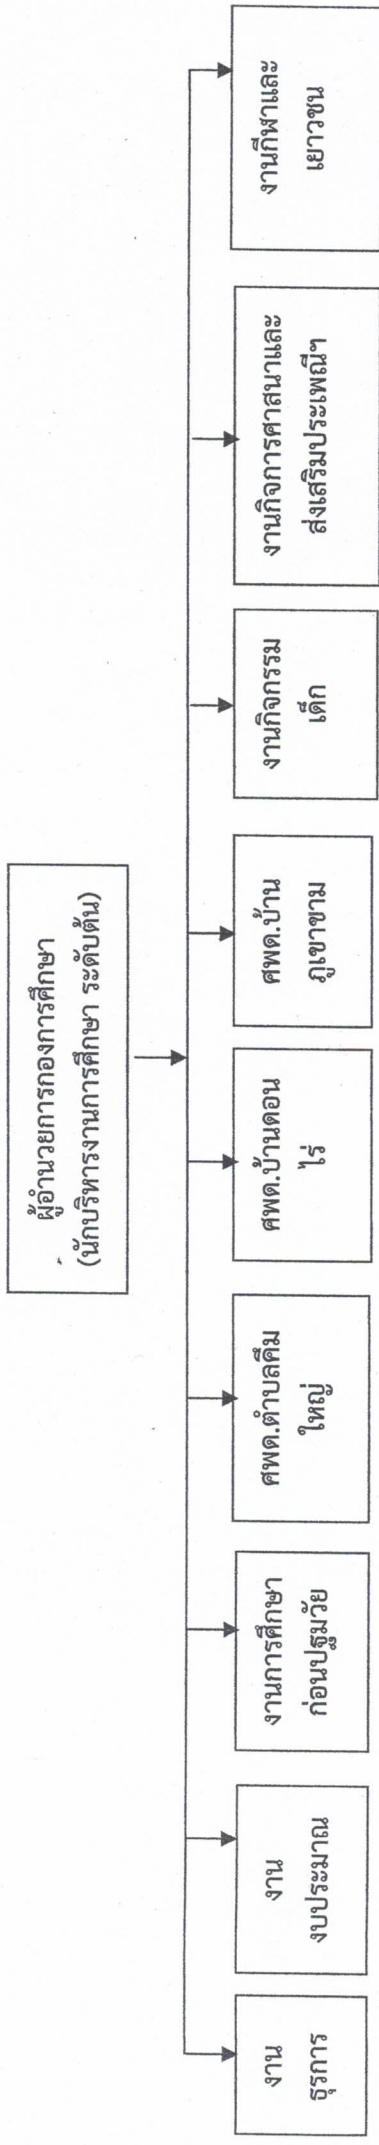 ผู้อำนวยการกองการศึกษา
(นักบริหารงานการศึกษา ระดับต้น)
งาน
ธุรการ
งาน
งบประมาณ
งานการศึกษา
ก่อนปฐมวัย
ศพด.ตำบลคึม
ใหญ่
ศพด.บ้านดอน
ไร่
ศพด.บ้าน
ภูเขาขาม
งานกิจกรรม
เด็ก
งานกิจการศาสนาและ
ส่งเสริมประเพณีฯ
งานกีฬาและ
เยาวชน